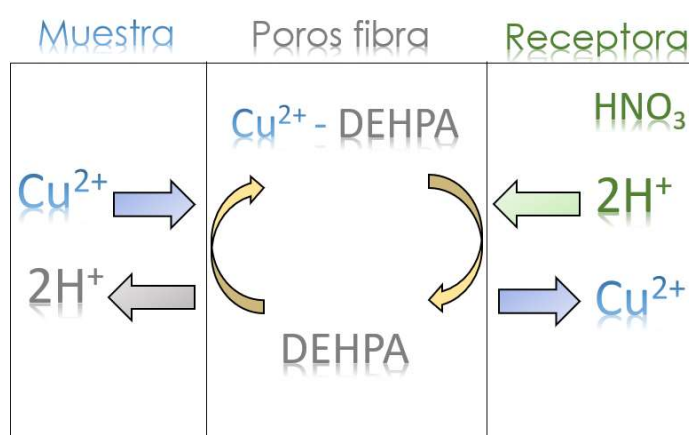 Muestra
Poros fibra
Receptora
HNO₃
Cu²⁺ - DEHPA
Cu²⁺
2H⁺
2H⁺
Cu²⁺
DEHPA